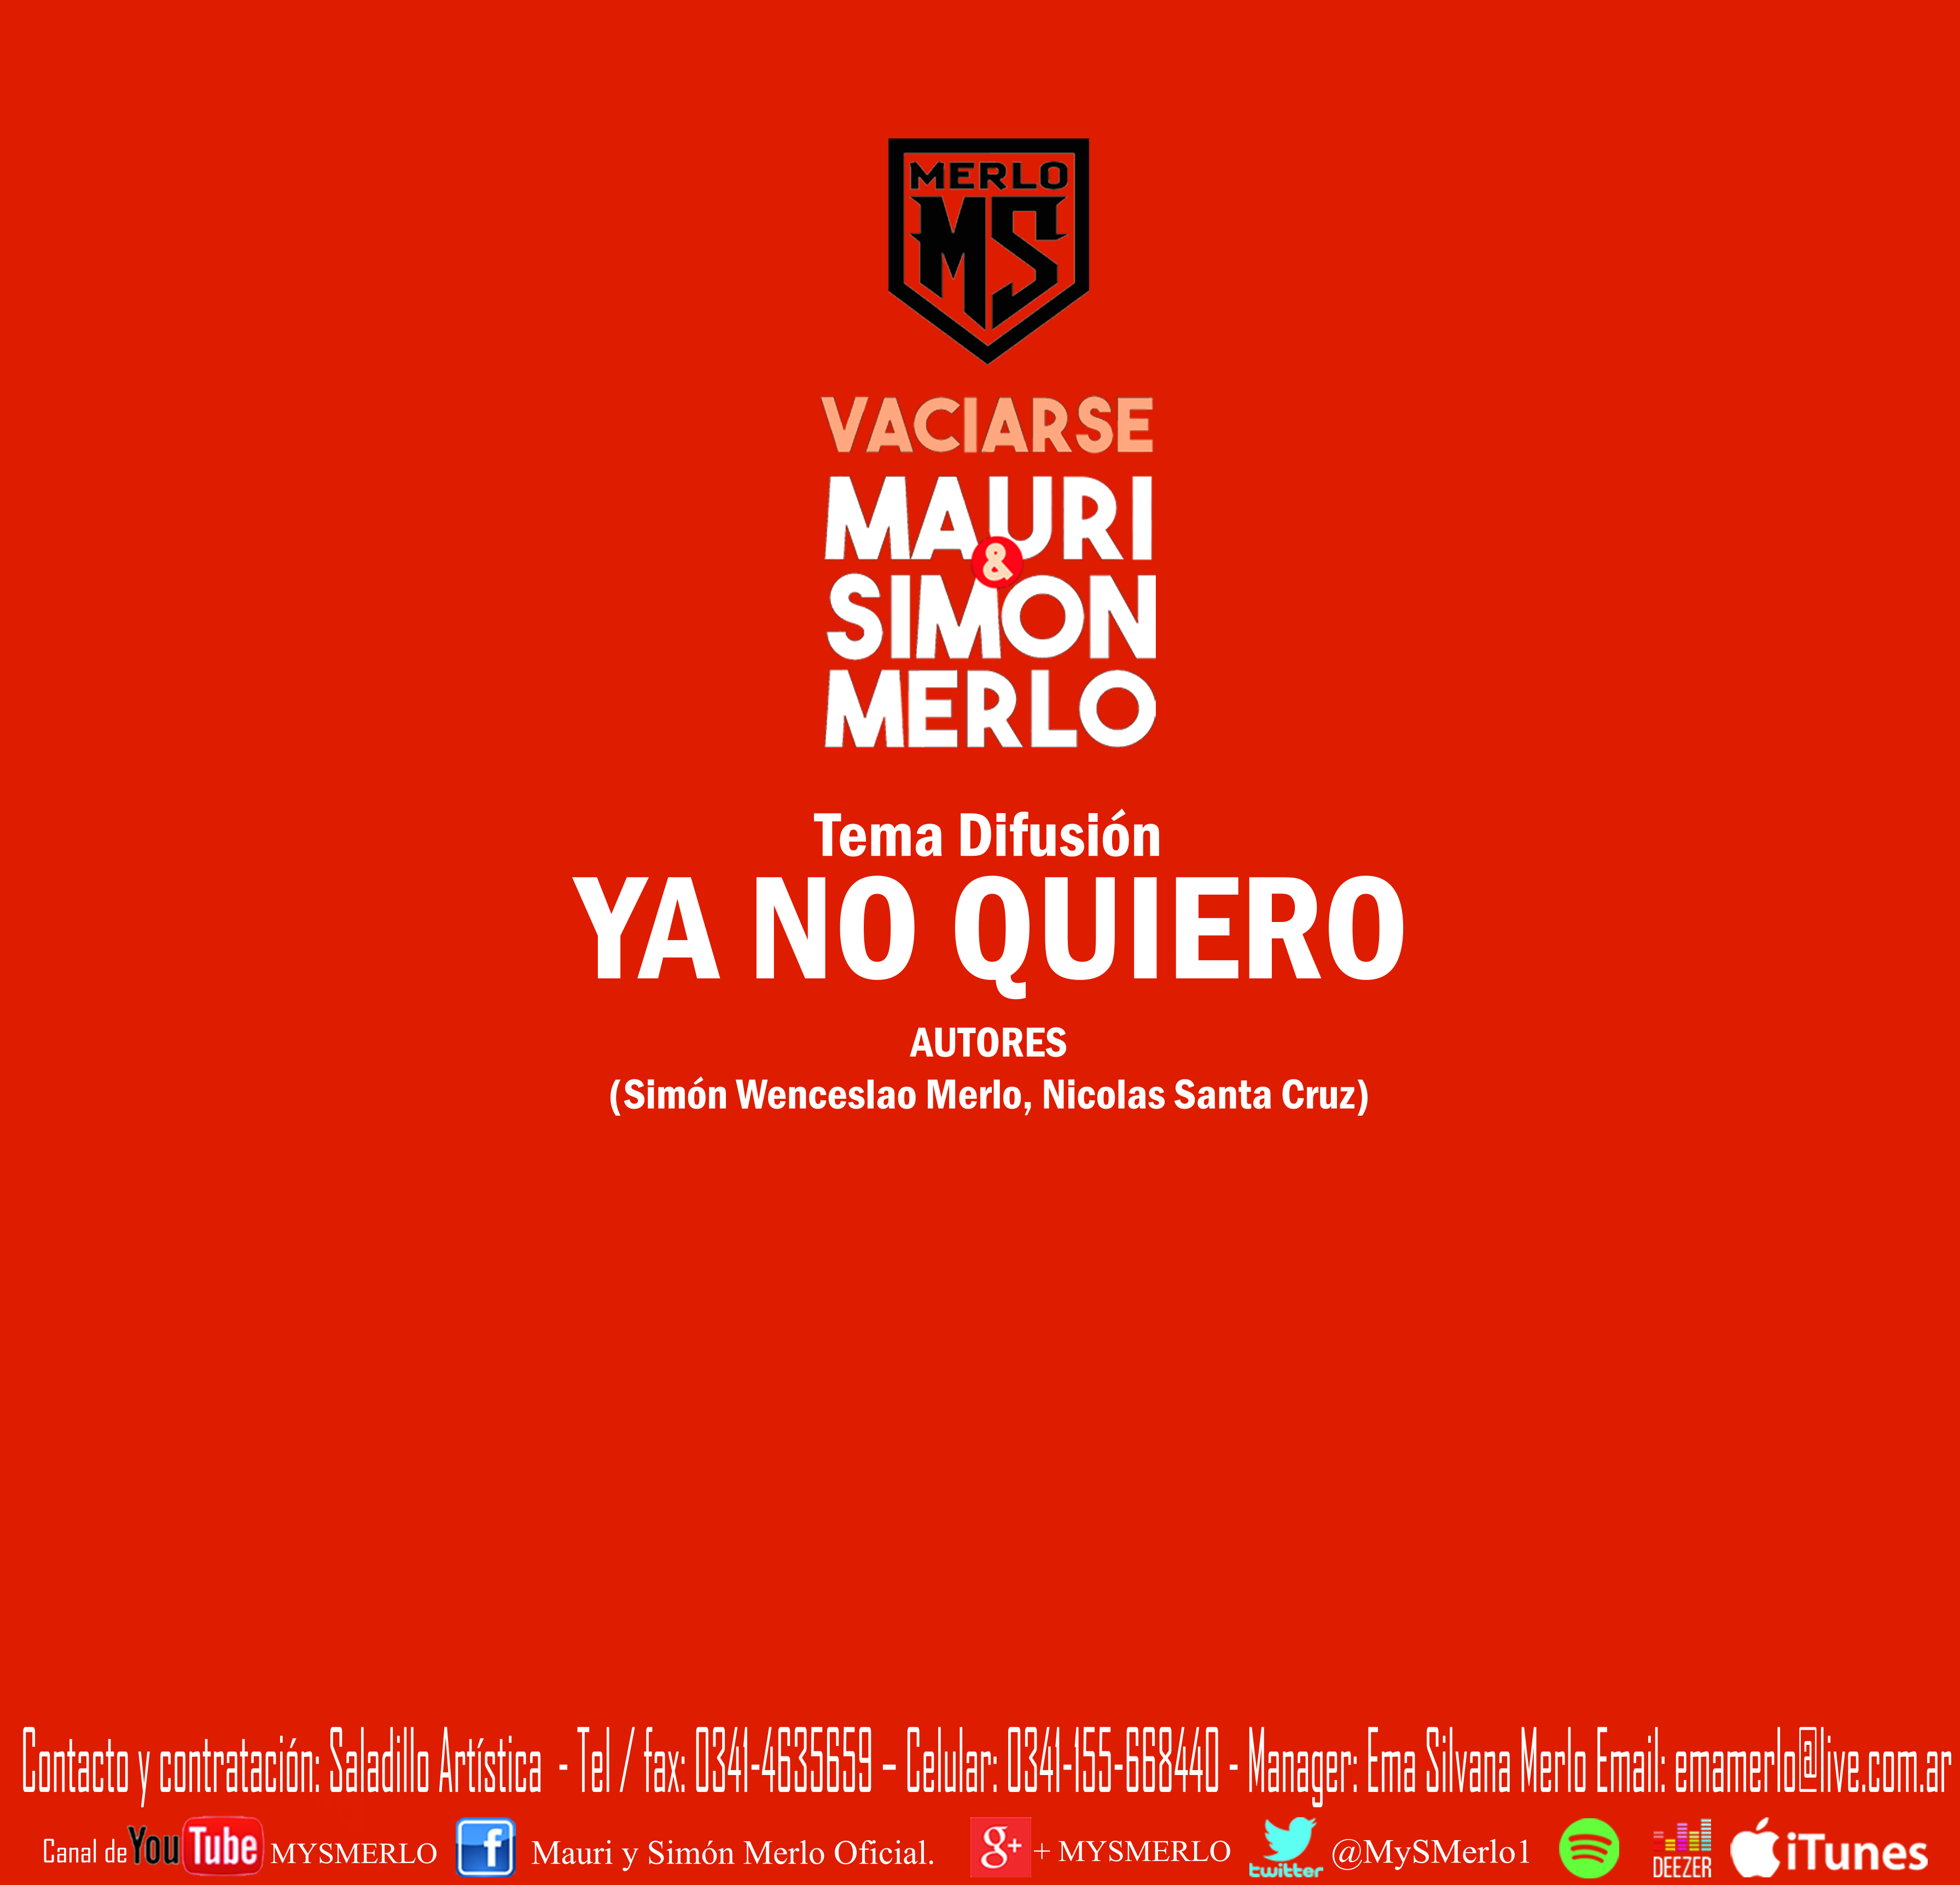 MERLO
MS
VACIARSE
MAURI
&
SIMON
MERLO
Tema Difusión
YA NO QUIERO
AUTORES
(Simón Wenceslao Merlo, Nicolas Santa Cruz)
Contacto y contratación: Saladillo Artística - Tel / fax: 0341-4635659 – Celular: 0341-155-668440 - Manager: Ema Silvana Merlo Email: emamerlo@live.com.ar
Canal de YouTube MYSMERLO f Mauri y Simón Merlo Oficial. g+ + MYSMERLO twitter @MySMerlo1 DEEZER iTunes